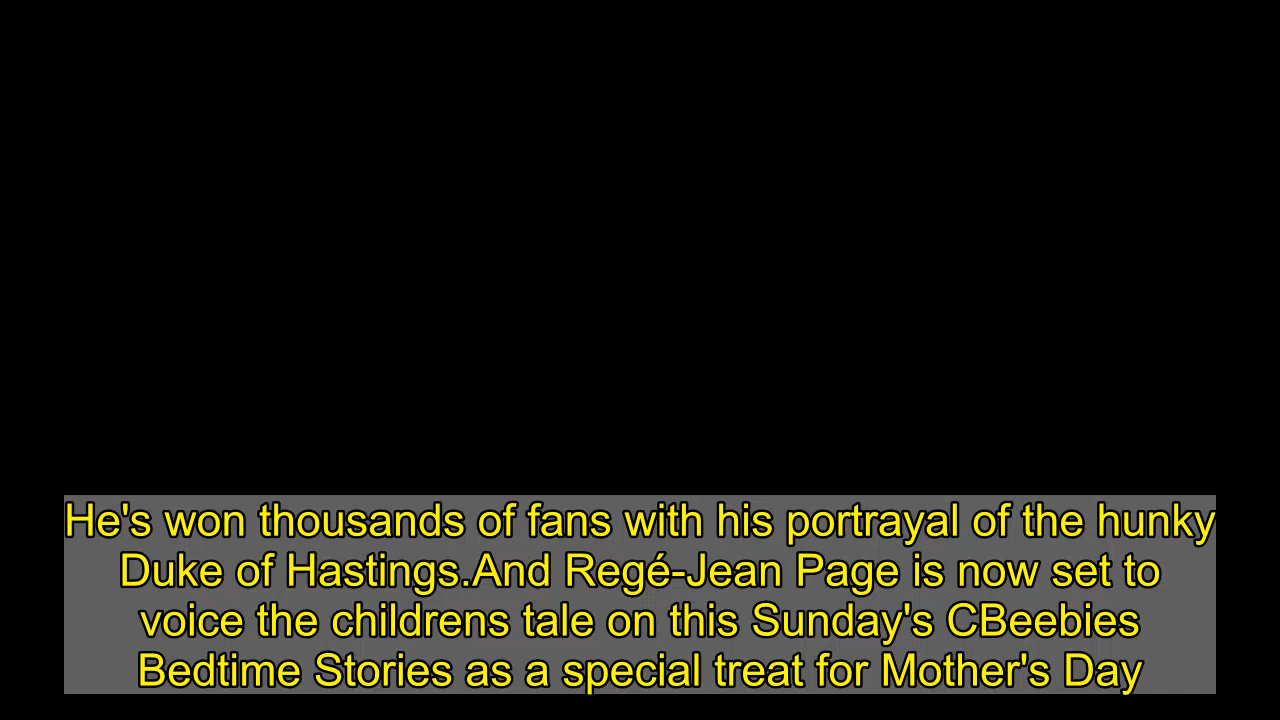 He's won thousands of fans with his portrayal of the hunky
Duke of Hastings.And Regé-Jean Page is now set to
voice the childrens tale on this Sunday's CBeebies
Bedtime Stories as a special treat for Mother's Day